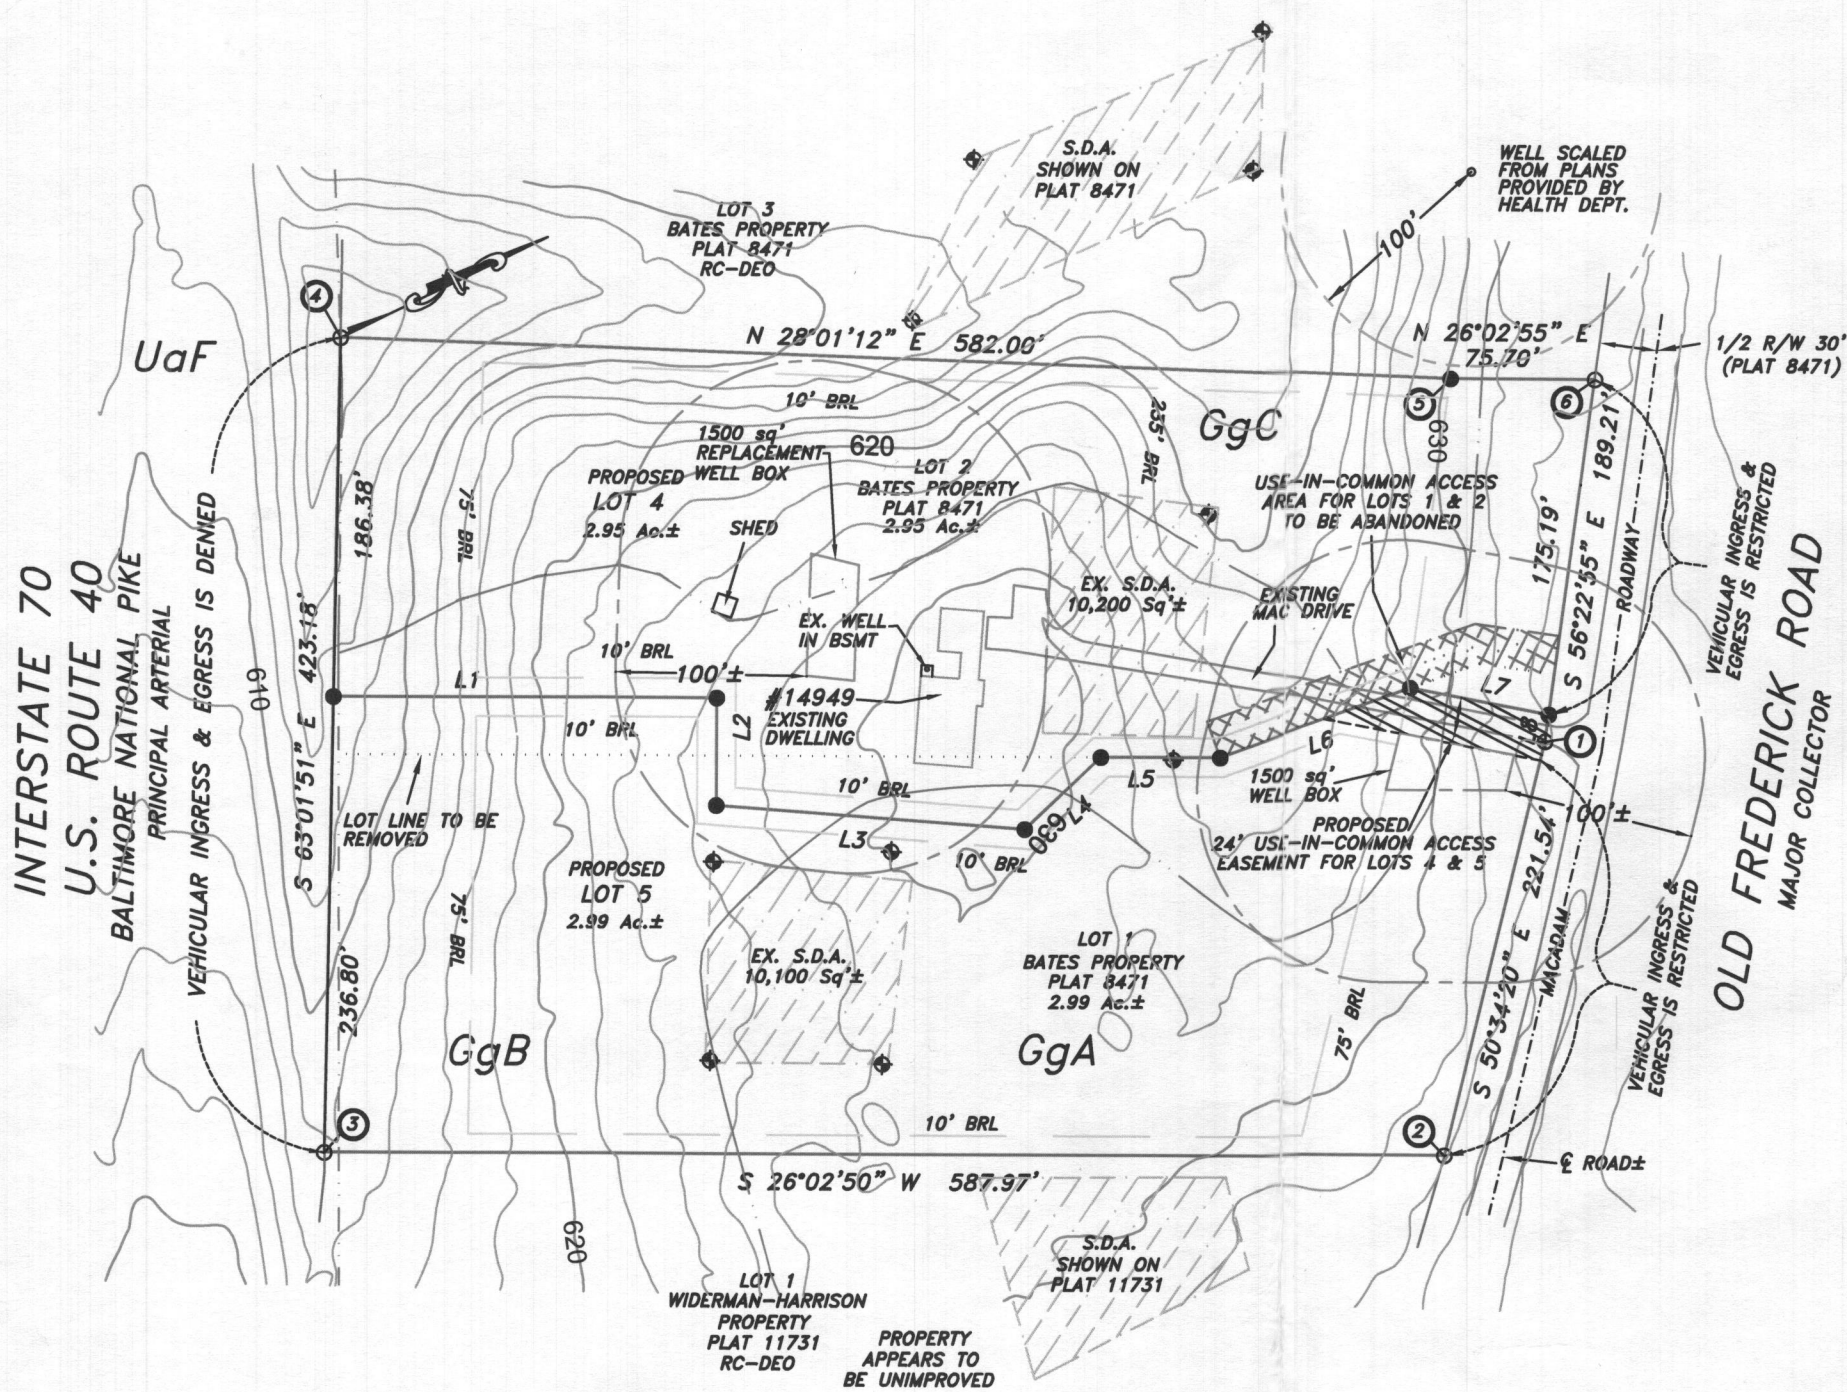 S.D.A.
SHOWN ON
PLAT 8471
WELL SCALED
FROM PLANS
PROVIDED BY
HEALTH DEPT.
100'
LOT 3
BATES PROPERTY
PLAT 8471
RC-DEO
4
N
UaF
N 28°01'12" E 582.00'
N 26°02'55" E
75.70'
1/2 R/W 30'
(PLAT 8471)
5
6
10' BRL
235' BRL
GgC
630
189.21'
1500 sq'
REPLACEMENT
WELL BOX
620
PROPOSED
LOT 4
2.95 Ac.±
LOT 2
BATES PROPERTY
PLAT 8471
2.95 Ac.±
USE-IN-COMMON ACCESS
AREA FOR LOTS 1 & 2
TO BE ABANDONED
VEHICULAR INGRESS &
EGRESS IS RESTRICTED
186.38'
75' BRL
SHED
175.19'
S 56°22'55" E
ROADWAY
INTERSTATE 70
U.S. ROUTE 40
BALTIMORE NATIONAL PIKE
PRINCIPAL ARTERIAL
VEHICULAR INGRESS & EGRESS IS DENIED
610
S 63°01'51" E 423.18'
EX. S.D.A.
10,200 Sq'±
EXISTING
MAC DRIVE
EX. WELL
IN BSMT
10' BRL
100'±
L1
#14949
EXISTING
DWELLING
L2
10' BRL
L7
L6
18.10'
1
L5
10' BRL
1500 sq'
WELL BOX
L4
630
100'±
LOT LINE TO BE
REMOVED
L3
10' BRL
PROPOSED
24' USE-IN-COMMON ACCESS
EASEMENT FOR LOTS 4 & 5
OLD FREDERICK ROAD
MAJOR COLLECTOR
PROPOSED
LOT 5
2.99 Ac.±
75' BRL
S 50°34'20" E 221.54'
MACADAM
VEHICULAR INGRESS &
EGRESS IS RESTRICTED
EX. S.D.A.
10,100 Sq'±
LOT 1
BATES PROPERTY
PLAT 8471
2.99 Ac.±
236.80'
GgB
GgA
75' BRL
3
10' BRL
2
℄ ROAD±
S 26°02'50" W 587.97'
620
S.D.A.
SHOWN ON
PLAT 11731
LOT 1
WIDERMAN-HARRISON
PROPERTY
PLAT 11731
RC-DEO
PROPERTY
APPEARS TO
BE UNIMPROVED